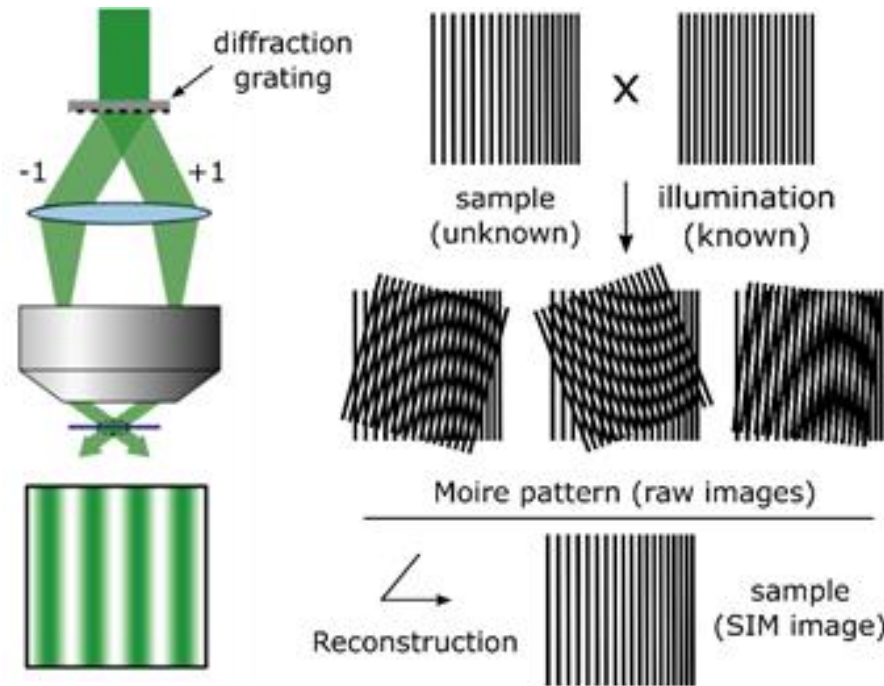 diffraction
grating
-1
+1
x
sample
(unknown)
illumination
(known)
Moire pattern (raw images)
Reconstruction
sample
(SIM image)